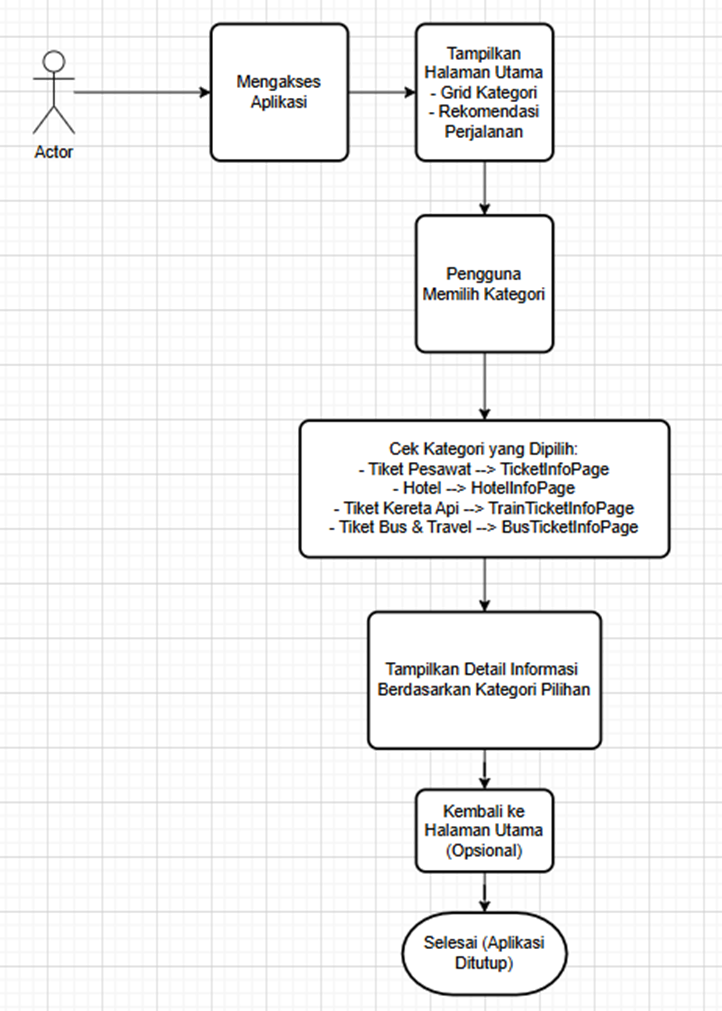 Actor
Mengakses
Aplikasi
Tampilkan
Halaman Utama
- Grid Kategori
- Rekomendasi
Perjalanan
Pengguna
Memilih Kategori
Cek Kategori yang Dipilih:
- Tiket Pesawat --> TicketInfoPage
- Hotel --> HotelInfoPage
- Tiket Kereta Api --> TrainTicketInfoPage
- Tiket Bus & Travel --> BusTicketInfoPage
Tampilkan Detail Informasi
Berdasarkan Kategori Pilihan
Kembali ke
Halaman Utama
(Opsional)
Selesai (Aplikasi
Ditutup)